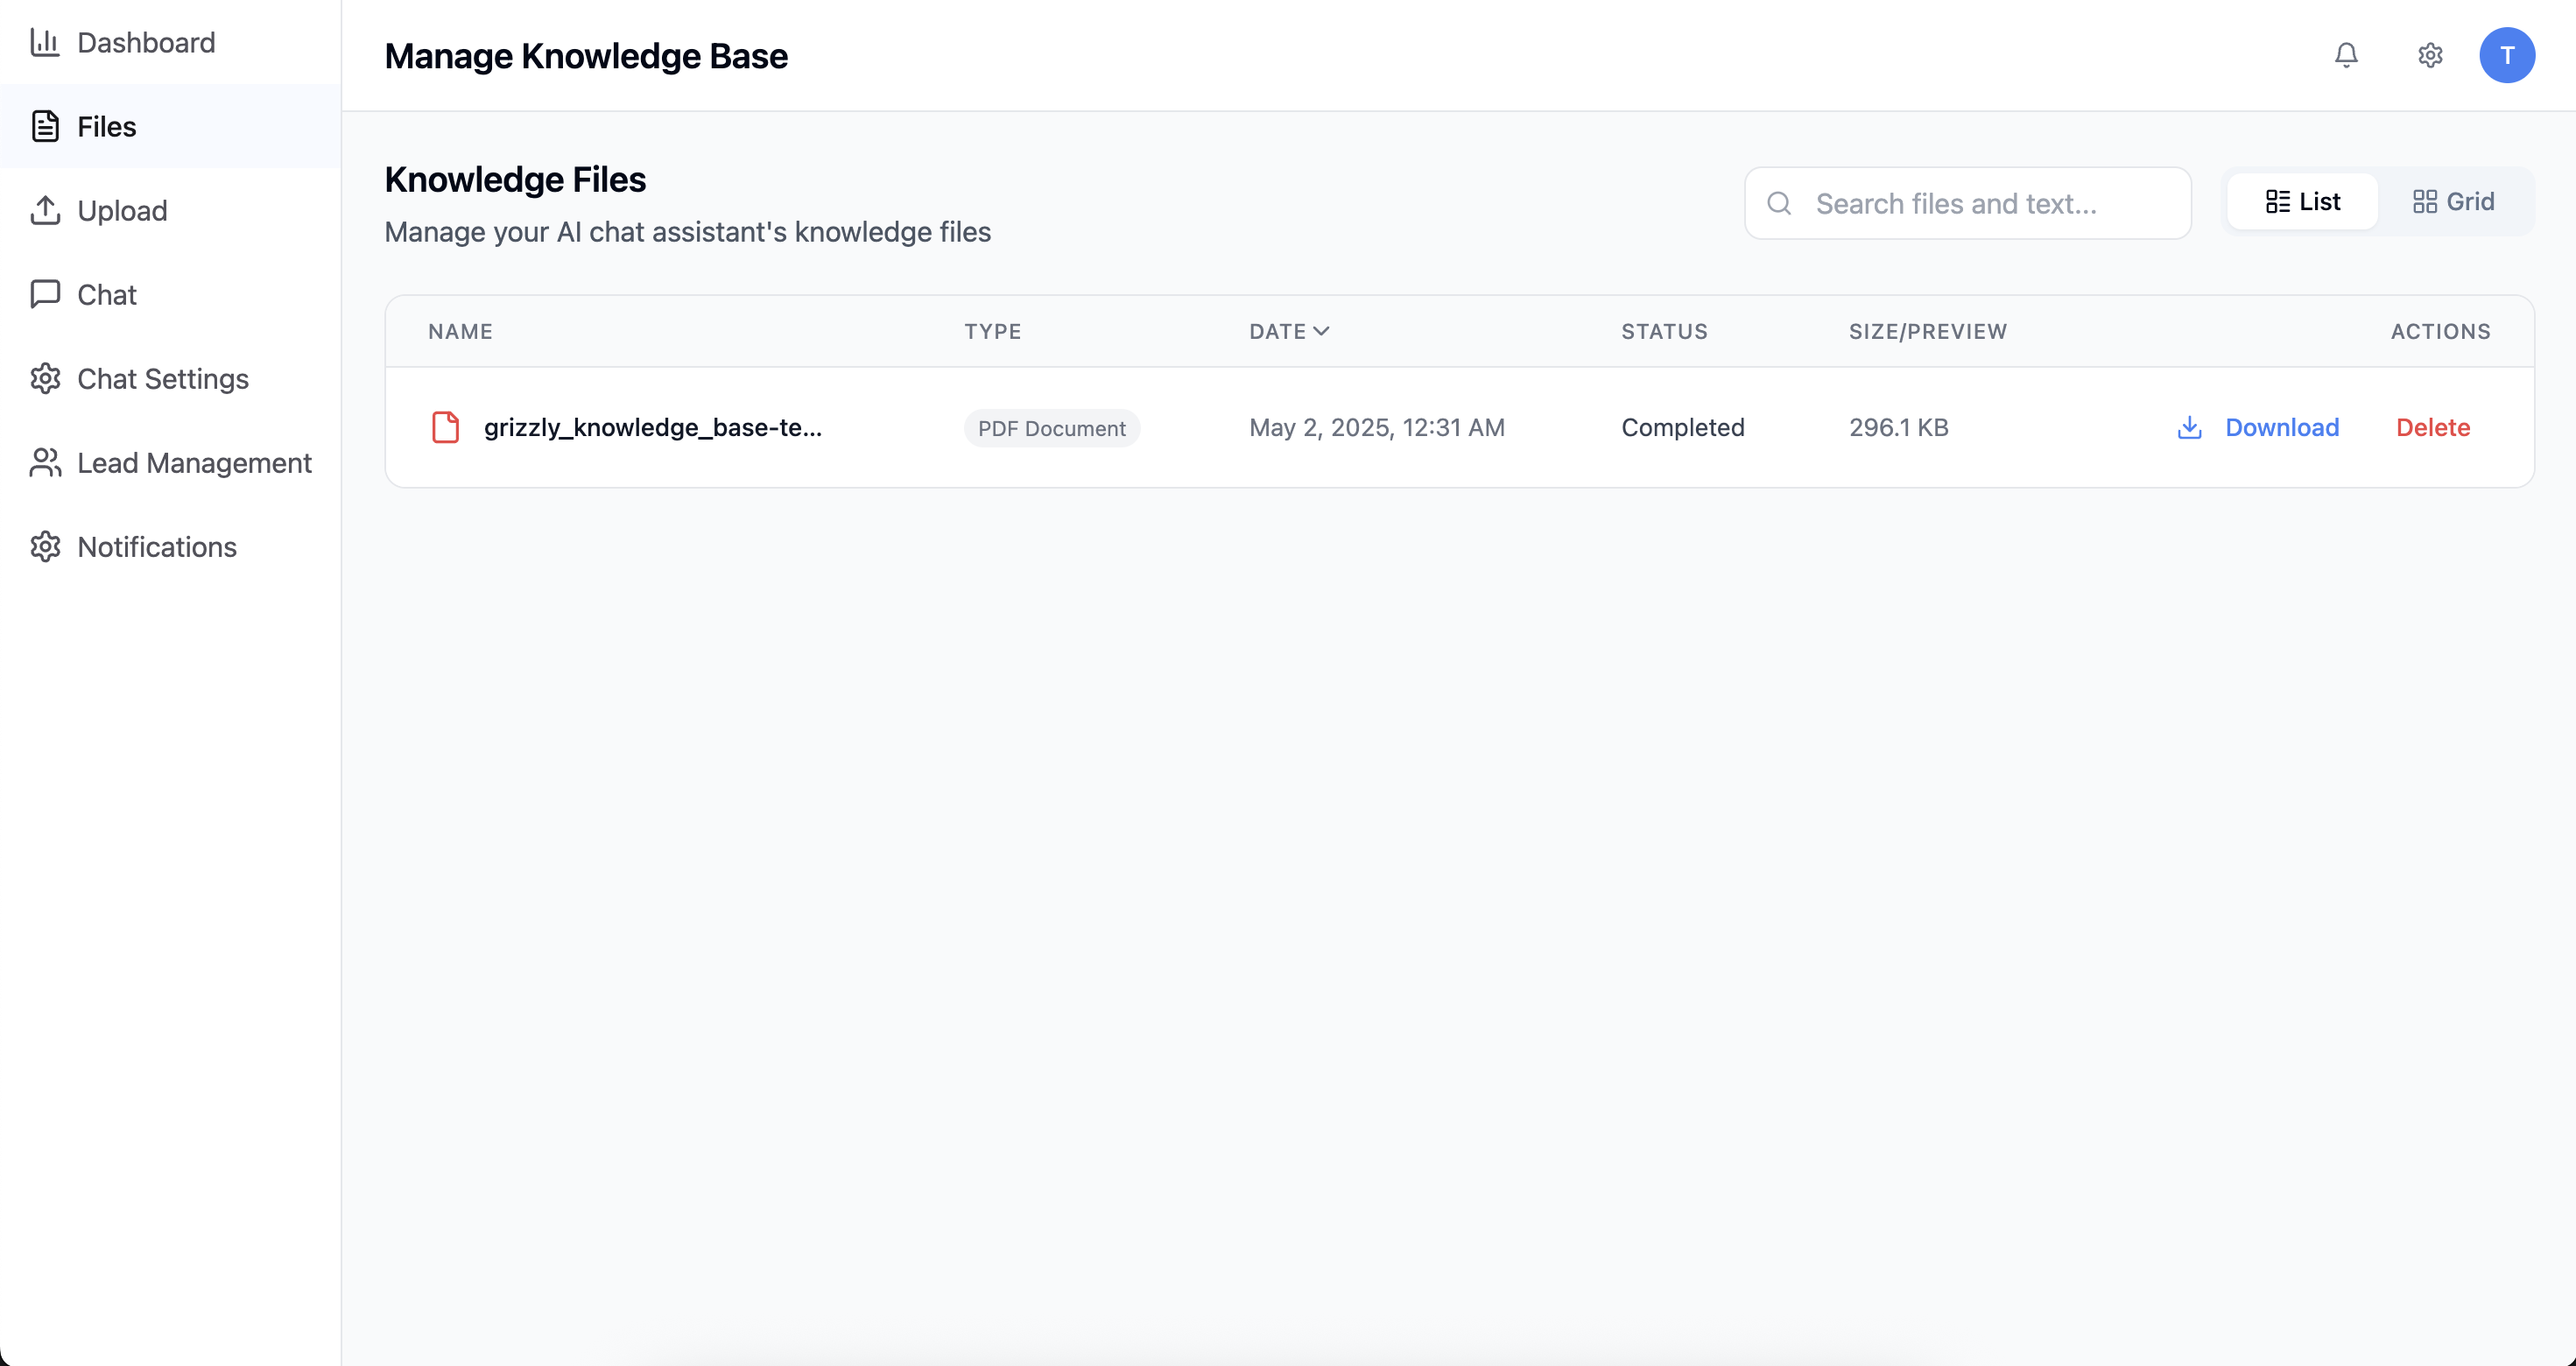 Dashboard
Files
Upload
Chat
Chat Settings
Lead Management
Notifications
Manage Knowledge Base
T
Knowledge Files
Manage your AI chat assistant's knowledge files
Search files and text...
List
Grid
NAME TYPE DATE STATUS SIZE/PREVIEW ACTIONS
grizzly_knowledge_base-te... PDF Document May 2, 2025, 12:31 AM Completed 296.1 KB Download Delete